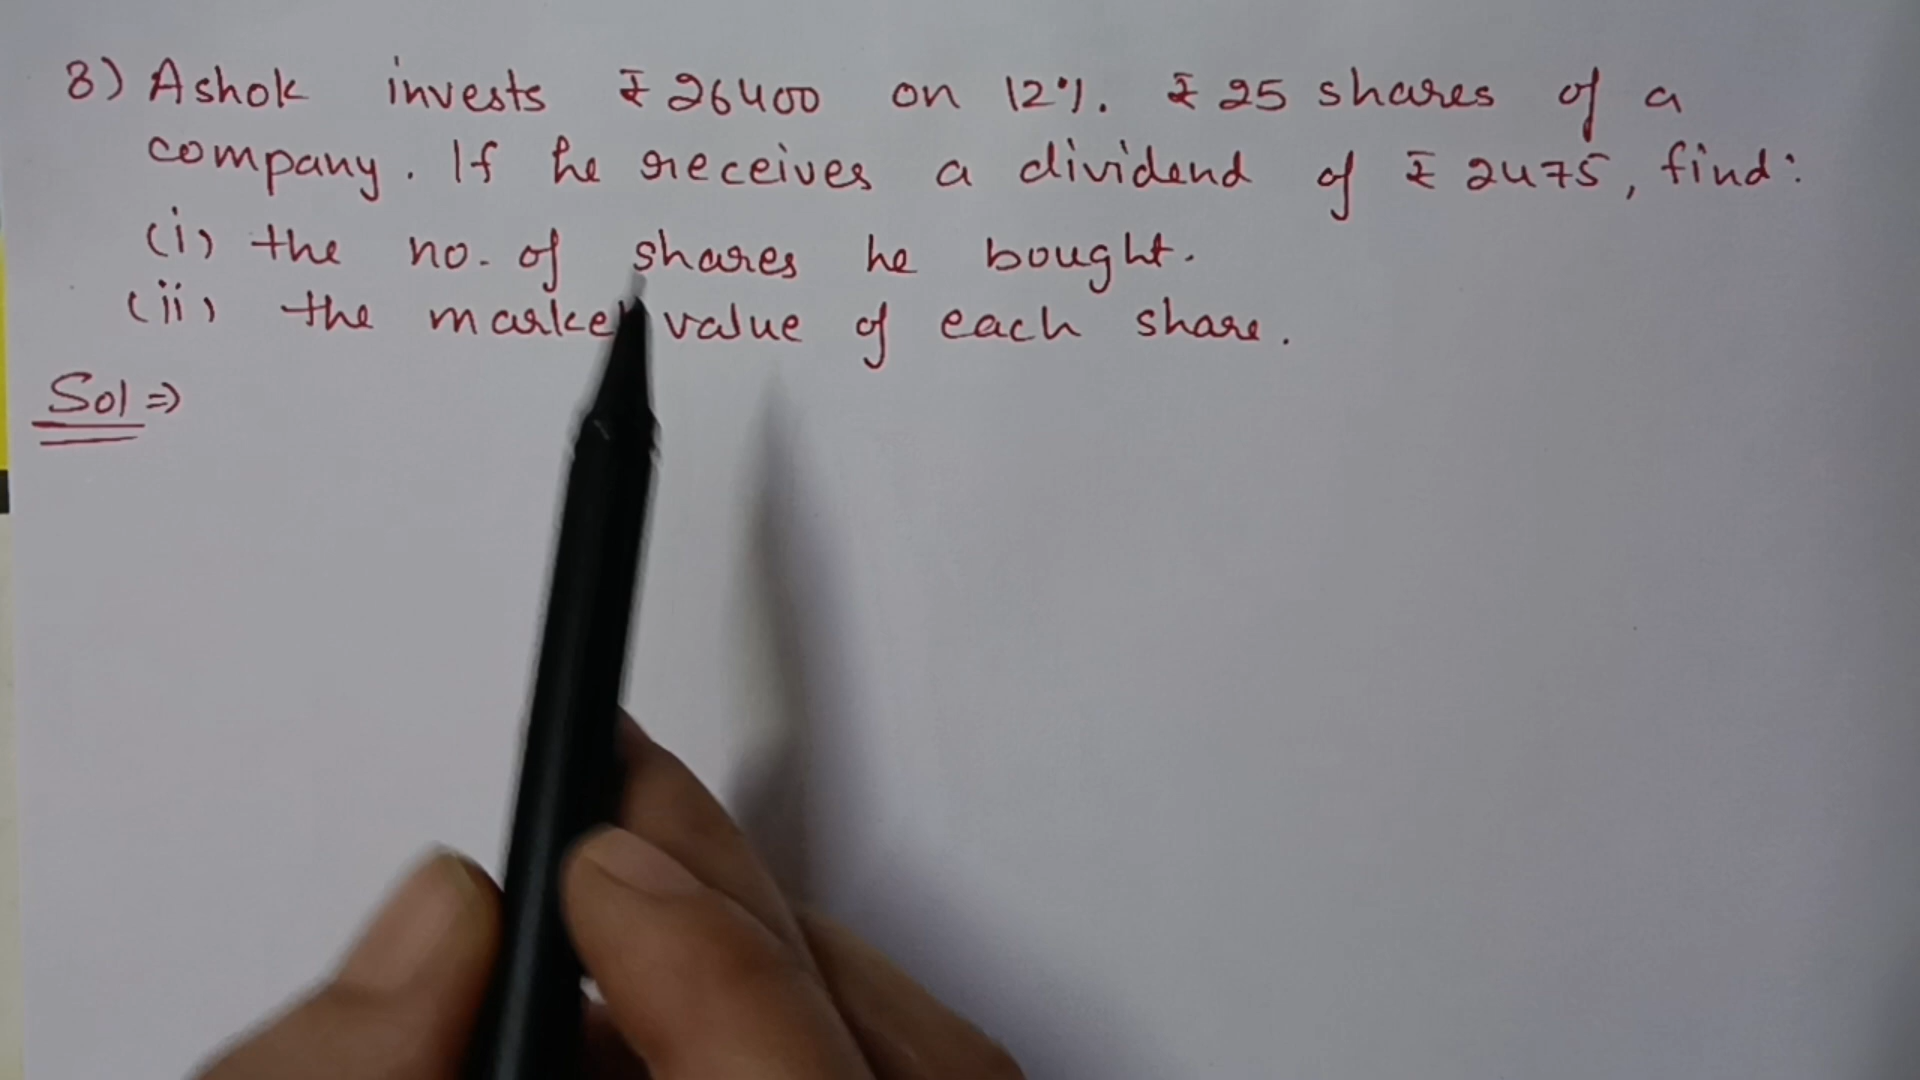 8) Ashok invests ₹ 26400 on 12%. ₹ 25 shares of a
company. If he receives a dividend of ₹ 2475, find:
(i) the no. of shares he bought.
(ii) the market value of each share.
Sol ⇒